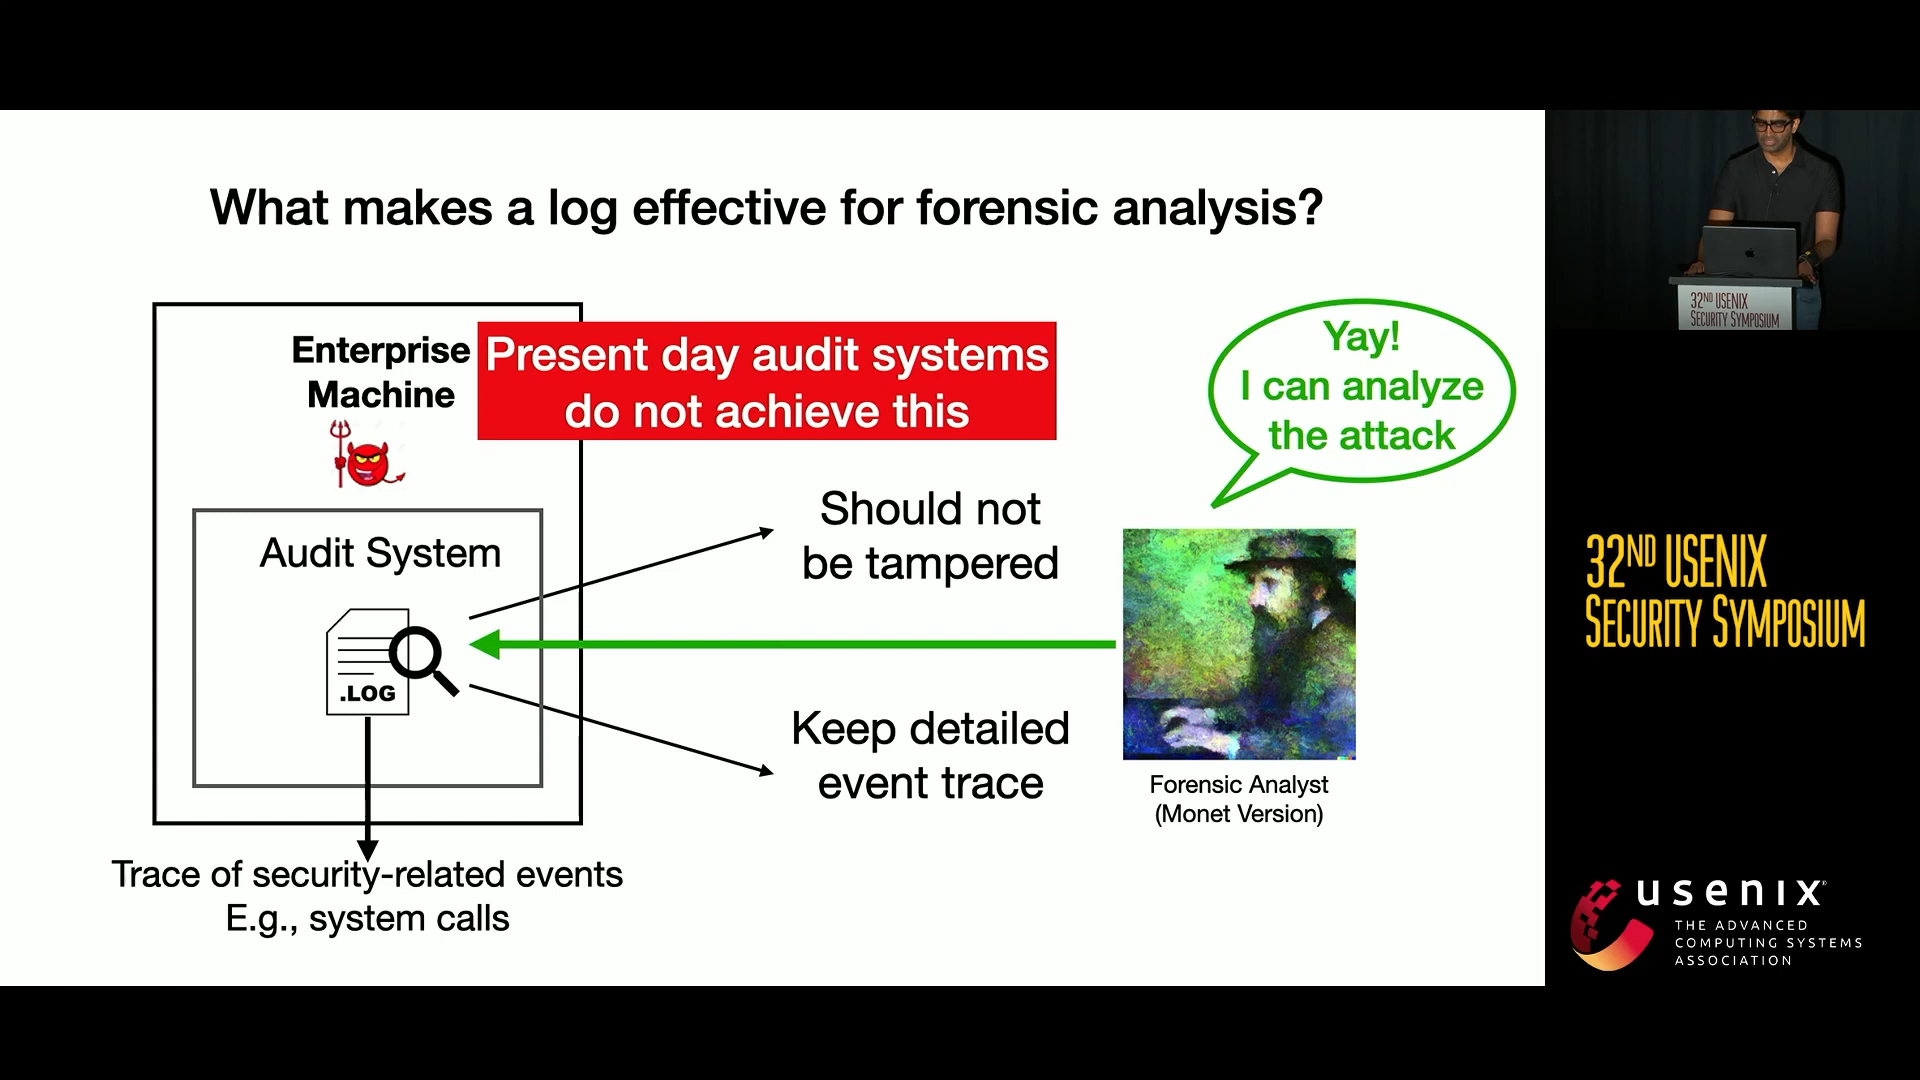 What makes a log effective for forensic analysis?
Enterprise
Machine
Present day audit systems
do not achieve this
Yay!
I can analyze
the attack
Audit System
.LOG
Should not
be tampered
Keep detailed
event trace
Forensic Analyst
(Monet Version)
Trace of security-related events
E.g., system calls
32ND USENIX
SECURITY SYMPOSIUM
32ND USENIX
SECURITY SYMPOSIUM
usenix
THE ADVANCED
COMPUTING SYSTEMS
ASSOCIATION